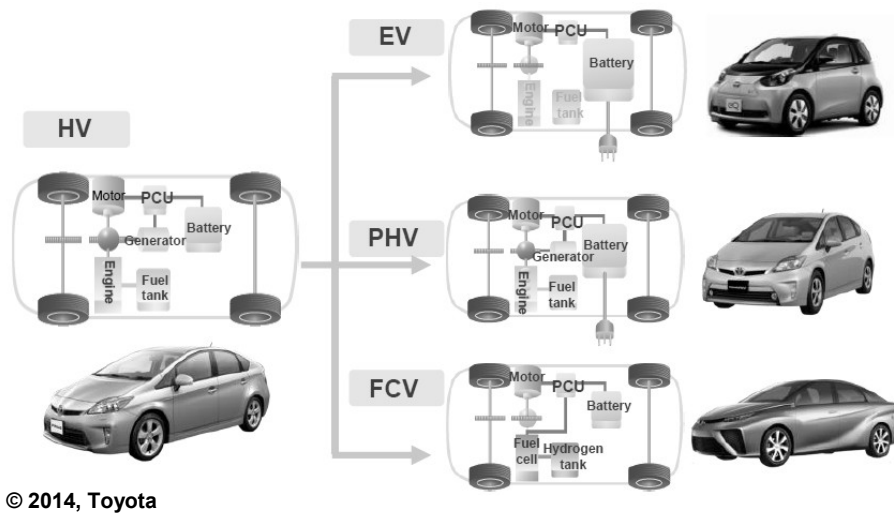 HV
Motor
PCU
Battery
Generator
Engine
Fuel
tank
EV
Motor
PCU
Battery
Engine
Fuel
tank
PHV
Motor
PCU
Battery
Generator
Engine
Fuel
tank
FCV
Motor
PCU
Battery
Fuel
cell
Hydrogen
tank
© 2014, Toyota